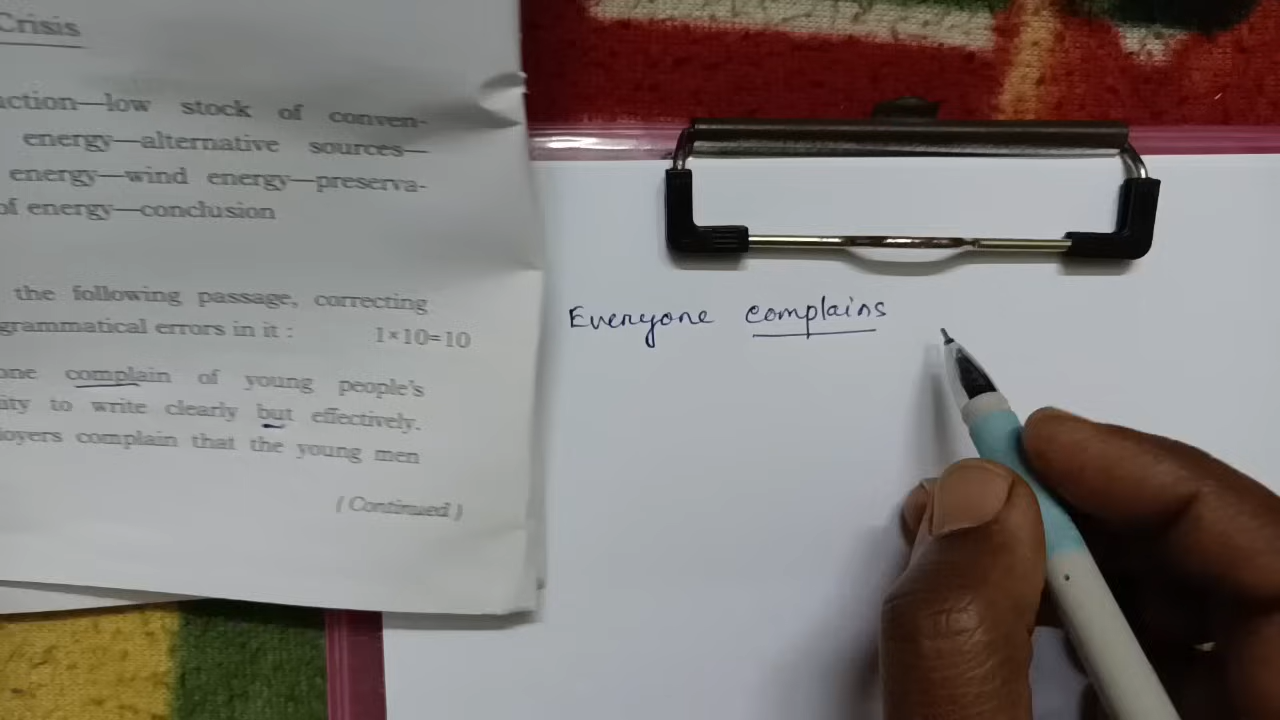 Crisis
ction—low stock of conven-
energy—alternative sources—
energy—wind energy—preserva-
of energy—conclusion
the following passage, correcting
grammatical errors in it : 1×10=10
one complain of young people's
ity to write clearly but effectively.
loyers complain that the young men
( Continued )
Everyone complains